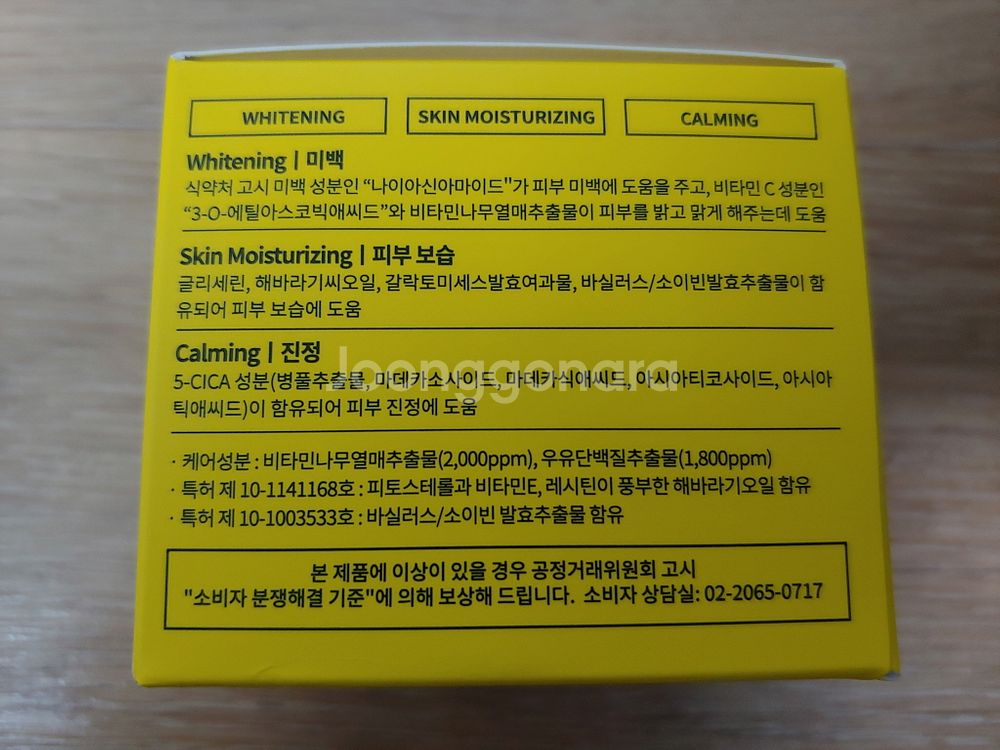 WHITENING SKIN MOISTURIZING CALMING
Whitening | 미백
식약처 고시 미백 성분인 “나이아신아마이드"가 피부 미백에 도움을 주고, 비타민 C 성분인
“3-O-에틸아스코빅애씨드”와 비타민나무열매추출물이 피부를 밝고 맑게 해주는데 도움
Skin Moisturizing | 피부 보습
글리세린, 해바라기씨오일, 갈락토미세스발효여과물, 바실러스/소이빈발효추출물이 함
유되어 피부 보습에 도움
Calming | 진정
5-CICA 성분(병풀추출물, 마데카소사이드, 마데카식애씨드, 아시아티코사이드, 아시아
틱애씨드)이 함유되어 피부 진정에 도움
Joonggonara
· 케어성분 : 비타민나무열매추출물(2,000ppm), 우유단백질추출물(1,800ppm)
· 특허 제 10-1141168호 : 피토스테롤과 비타민E, 레시틴이 풍부한 해바라기오일 함유
· 특허 제 10-1003533호 : 바실러스/소이빈 발효추출물 함유
본 제품에 이상이 있을 경우 공정거래위원회 고시
"소비자 분쟁해결 기준"에 의해 보상해 드립니다. 소비자 상담실: 02-2065-0717